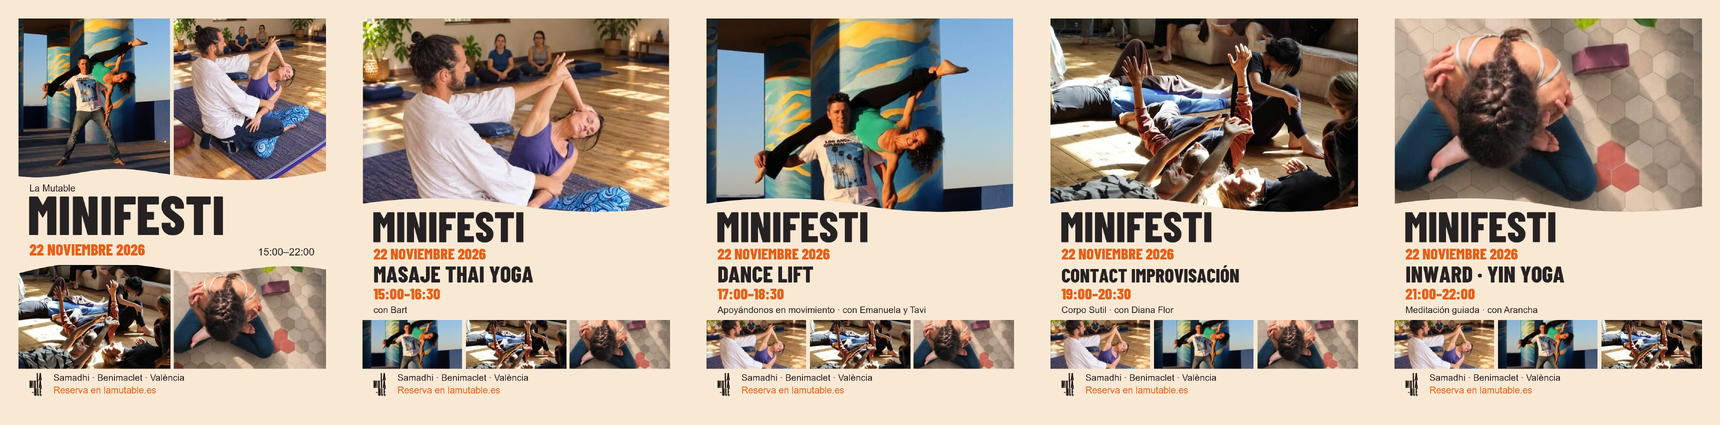 La Mutable
MINIFESTI
22 NOVIEMBRE 2026
15:00–22:00
Samadhi · Benimaclet · València
Reserva en lamutable.es
MINIFESTI
22 NOVIEMBRE 2026
MASAJE THAI YOGA
15:00-16:30
con Bart
Samadhi · Benimaclet · València
Reserva en lamutable.es
MINIFESTI
22 NOVIEMBRE 2026
DANCE LIFT
17:00-18:30
Apoyándonos en movimiento · con Emanuela y Tavi
Samadhi · Benimaclet · València
Reserva en lamutable.es
MINIFESTI
22 NOVIEMBRE 2026
CONTACT IMPROVISACIÓN
19:00-20:30
Corpo Sutil · con Diana Flor
Samadhi · Benimaclet · València
Reserva en lamutable.es
MINIFESTI
22 NOVIEMBRE 2026
INWARD · YIN YOGA
21:00-22:00
Meditación guiada · con Arancha
Samadhi · Benimaclet · València
Reserva en lamutable.es